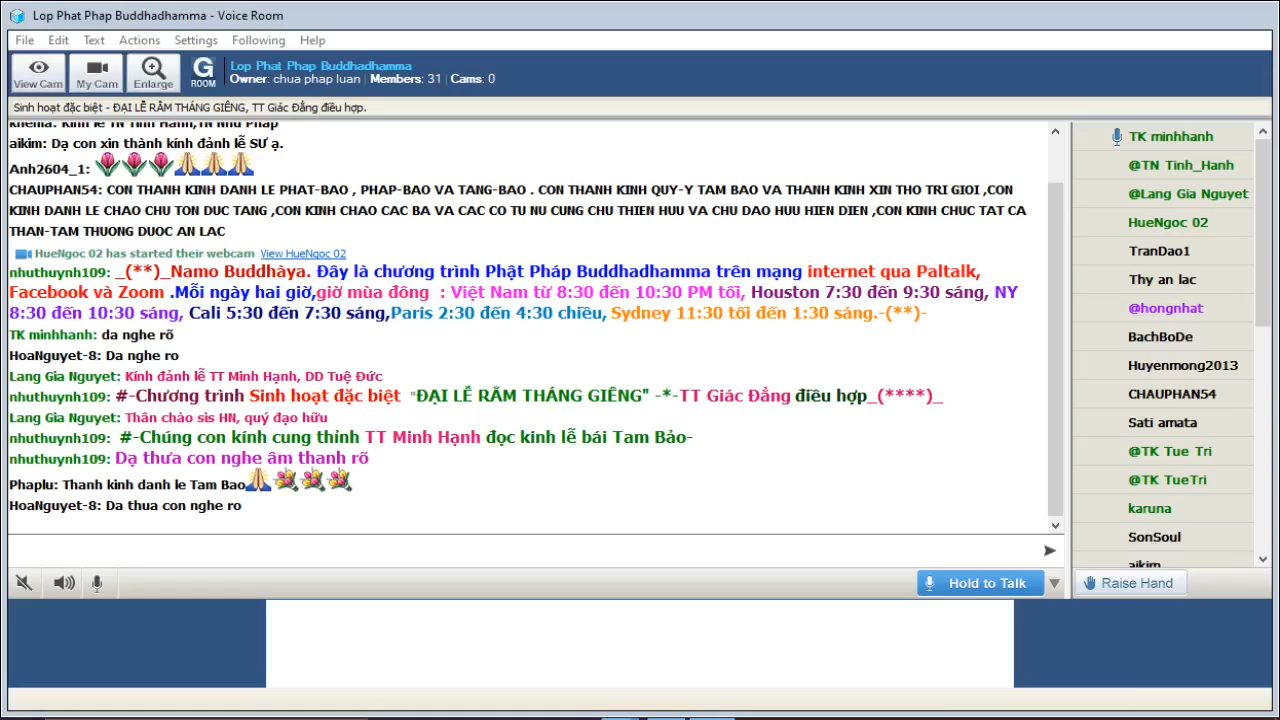 Lop Phat Phap Buddhadhamma - Voice Room
File Edit Text Actions Settings Following Help
View Cam My Cam Enlarge G ROOM
Lop Phat Phap Buddhadhamma
Owner: chua phap luan | Members: 31 | Cams: 0
Sinh hoạt đặc biệt - ĐẠI LỄ RẰM THÁNG GIÊNG, TT Giác Đẳng điều hợp.
khema: Kinh le TN Tinh Hanh,TN Nhu Phap
aikim: Dạ con xin thành kính đảnh lễ SƯ ạ.
Anh2604_1:
CHAUPHAN54: CON THANH KINH DANH LE PHAT-BAO , PHAP-BAO VA TANG-BAO . CON THANH KINH QUY-Y TAM BAO VA THANH KINH XIN THO TRI GIOI ,CON
KINH DANH LE CHAO CHU TON DUC TANG ,CON KINH CHAO CAC BA VA CAC CO TU NU CUNG CHU THIEN HUU VA CHU DAO HUU HIEN DIEN ,CON KINH CHUC TAT CA
THAN-TAM THUONG DUOC AN LAC
HueNgoc 02 has started their webcam View HueNgoc 02
nhuthuynh109: _(**)_Namo Buddhàya. Đây là chương trình Phật Pháp Buddhadhamma trên mạng internet qua Paltalk,
Facebook và Zoom .Mỗi ngày hai giờ,giờ mùa đông : Việt Nam từ 8:30 đến 10:30 PM tối, Houston 7:30 đến 9:30 sáng, NY
8:30 đến 10:30 sáng, Cali 5:30 đến 7:30 sáng,Paris 2:30 đến 4:30 chiều, Sydney 11:30 tối đến 1:30 sáng.-(**)-
TK minhhanh: da nghe rõ
HoaNguyet-8: Da nghe ro
Lang Gia Nguyet: Kính đảnh lễ TT Minh Hạnh, DD Tuệ Đức
nhuthuynh109: #-Chương trình Sinh hoạt đặc biệt "ĐẠI LỄ RẰM THÁNG GIÊNG" -*-TT Giác Đẳng điều hợp_(****)_
Lang Gia Nguyet: Thân chào sis HN, quý đạo hữu
nhuthuynh109: #-Chúng con kính cung thỉnh TT Minh Hạnh đọc kinh lễ bái Tam Bảo-
nhuthuynh109: Dạ thưa con nghe âm thanh rõ
Phaplu: Thanh kinh danh le Tam Bao
HoaNguyet-8: Da thua con nghe ro
TK minhhanh
@TN Tinh_Hanh
@Lang Gia Nguyet
HueNgoc 02
TranDao1
Thy an lac
@hongnhat
BachBoDe
Huyenmong2013
CHAUPHAN54
Sati amata
@TK Tue Tri
@TK TueTri
karuna
SonSoul
aikim
Hold to Talk
Raise Hand